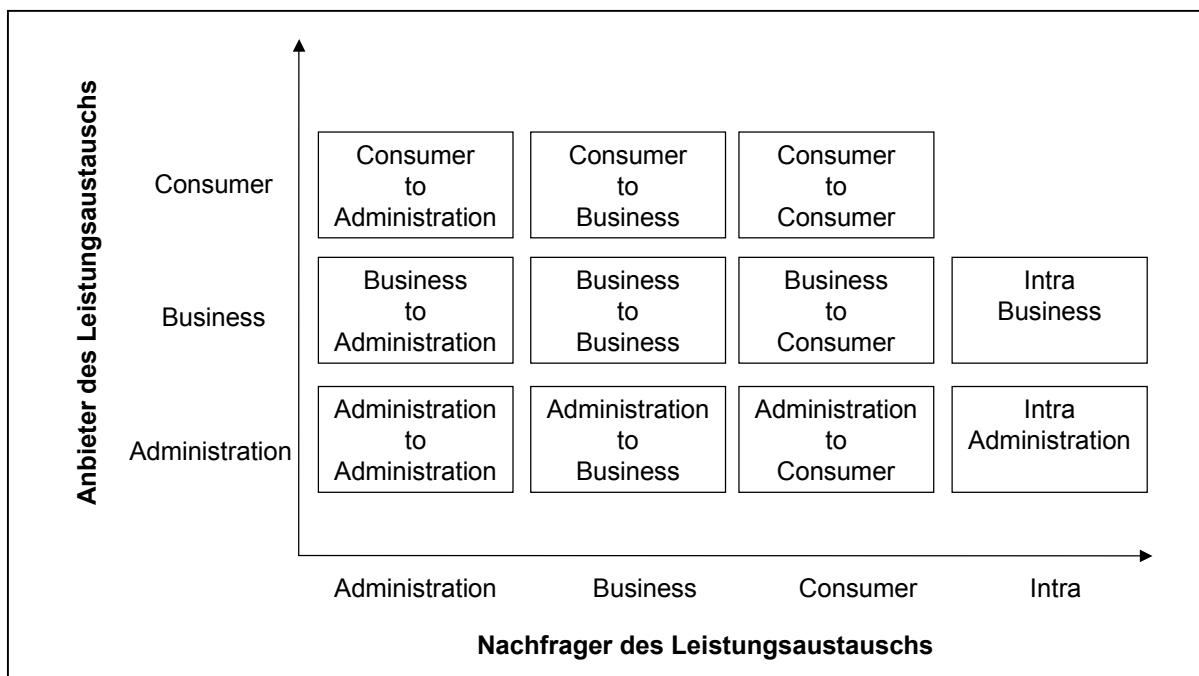 Anbieter des Leistungsaustauschs
Consumer
Consumer
to
Administration
Consumer
to
Business
Consumer
to
Consumer
Business
Business
to
Administration
Business
to
Business
Business
to
Consumer
Intra
Business
Administration
Administration
to
Administration
Administration
to
Business
Administration
to
Consumer
Intra
Administration
Administration
Business
Consumer
Intra
Nachfrager des Leistungsaustauschs